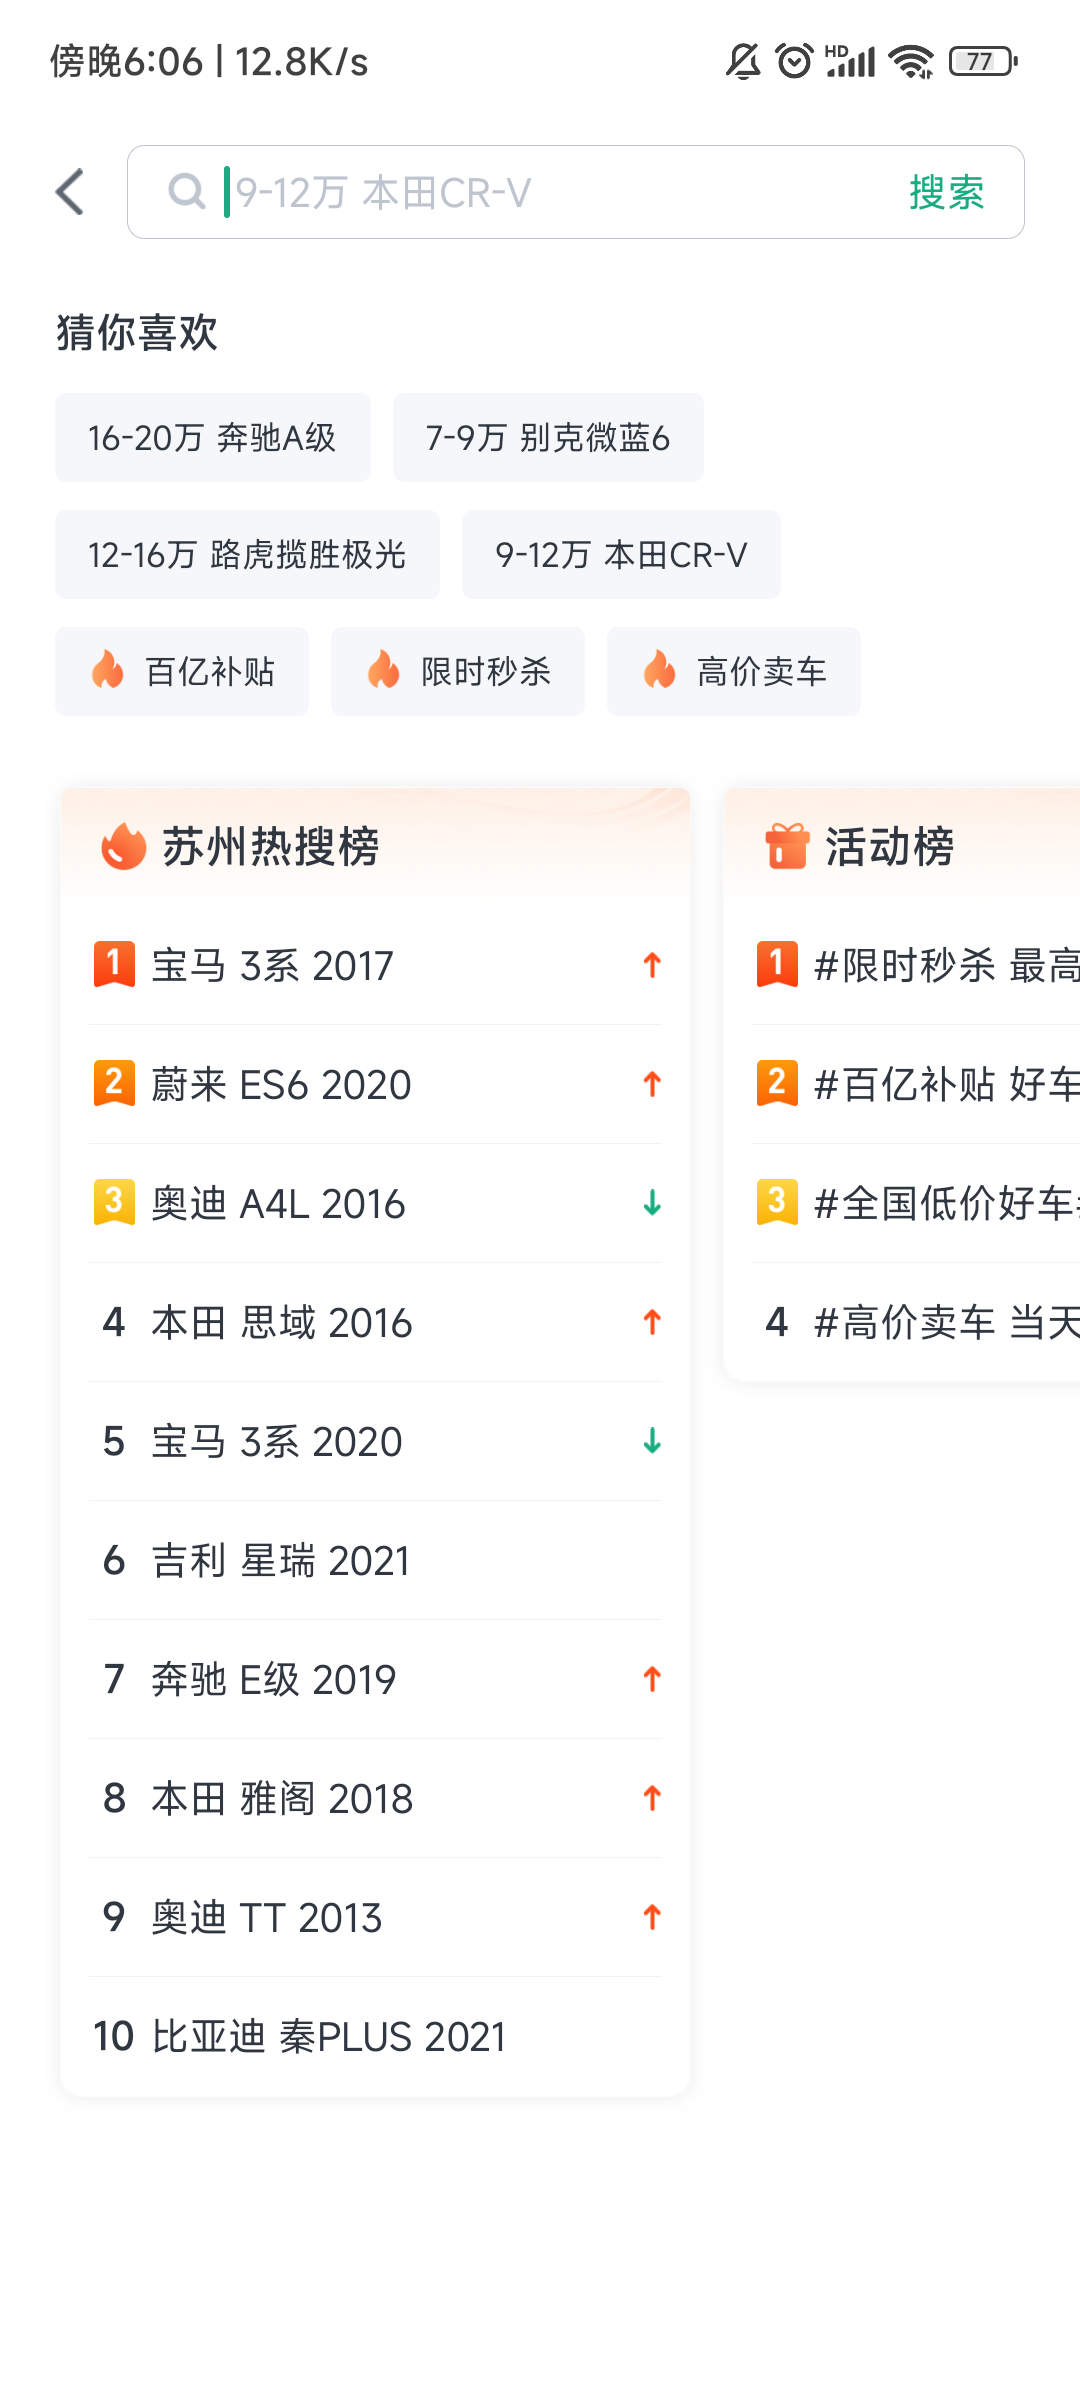 傍晚6:06 | 12.8K/s
HD
77
9-12万 本田CR-V
搜索
猜你喜欢
16-20万 奔驰A级
7-9万 别克微蓝6
12-16万 路虎揽胜极光
9-12万 本田CR-V
百亿补贴
限时秒杀
高价卖车
苏州热搜榜
1 宝马 3系 2017
2 蔚来 ES6 2020
3 奥迪 A4L 2016
4 本田 思域 2016
5 宝马 3系 2020
6 吉利 星瑞 2021
7 奔驰 E级 2019
8 本田 雅阁 2018
9 奥迪 TT 2013
10 比亚迪 秦PLUS 2021
活动榜
1 #限时秒杀 最高
2 #百亿补贴 好车
3 #全国低价好车
4 #高价卖车 当天